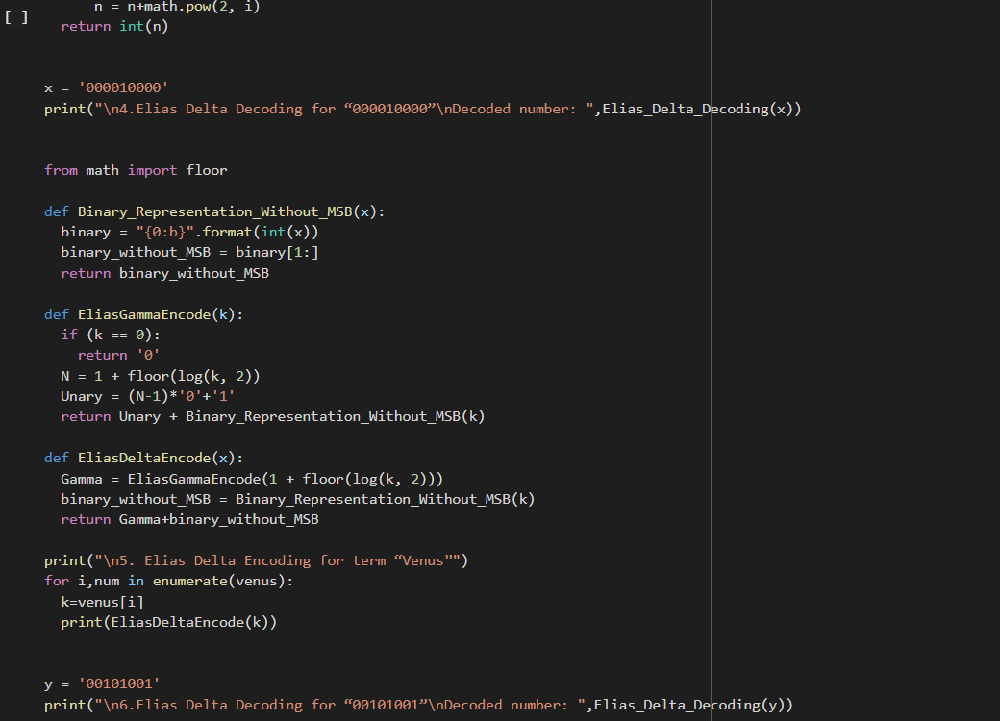 n = n+math.pow(2, i)
[ ]
    return int(n)
  x = '000010000'
  print("\n4.Elias Delta Decoding for “000010000”\nDecoded number: ",Elias_Delta_Decoding(x))
  from math import floor
  def Binary_Representation_Without_MSB(x):
    binary = "{0:b}".format(int(x))
    binary_without_MSB = binary[1:]
    return binary_without_MSB
  def EliasGammaEncode(k):
    if (k == 0):
      return '0'
    N = 1 + floor(log(k, 2))
    Unary = (N-1)*'0'+'1'
    return Unary + Binary_Representation_Without_MSB(k)
  def EliasDeltaEncode(x):
    Gamma = EliasGammaEncode(1 + floor(log(k, 2)))
    binary_without_MSB = Binary_Representation_Without_MSB(k)
    return Gamma+binary_without_MSB
  print("\n5. Elias Delta Encoding for term “Venus”")
  for i,num in enumerate(venus):
    k=venus[i]
    print(EliasDeltaEncode(k))
  y = '00101001'
  print("\n6.Elias Delta Decoding for “00101001”\nDecoded number: ",Elias_Delta_Decoding(y))